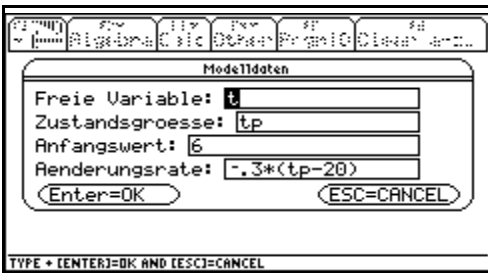 Algebra Calc Other PrgmIO Clean
Modelldaten
Freie Variable: t
Zustandsgroesse: tp
Anfangswert: 6
Aenderungsrate: -.3*(tp-20)
Enter=OK ESC=CANCEL
TYPE + [ENTER]=OK AND [ESC]=CANCEL